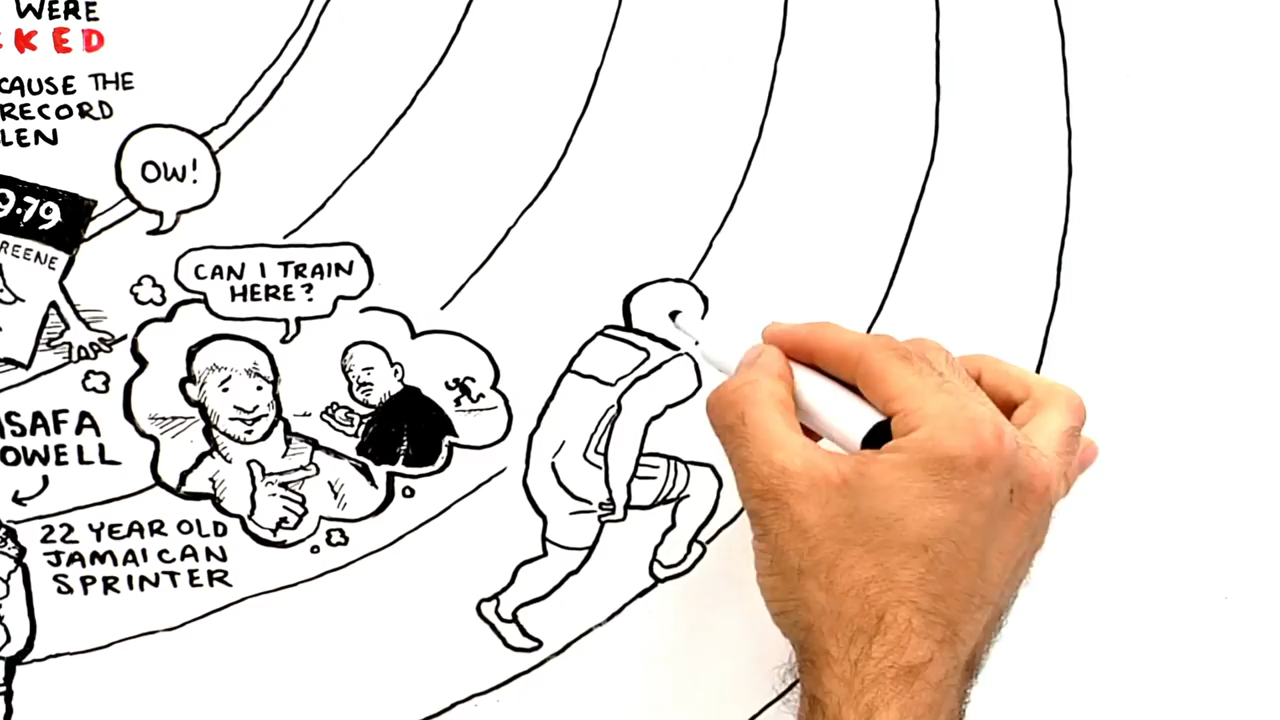 WERE
KED
CAUSE THE
RECORD
LEN
OW!
9.79
REENE
CAN I TRAIN
HERE?
SAFA
OWELL
22 YEAR OLD
JAMAICAN
SPRINTER